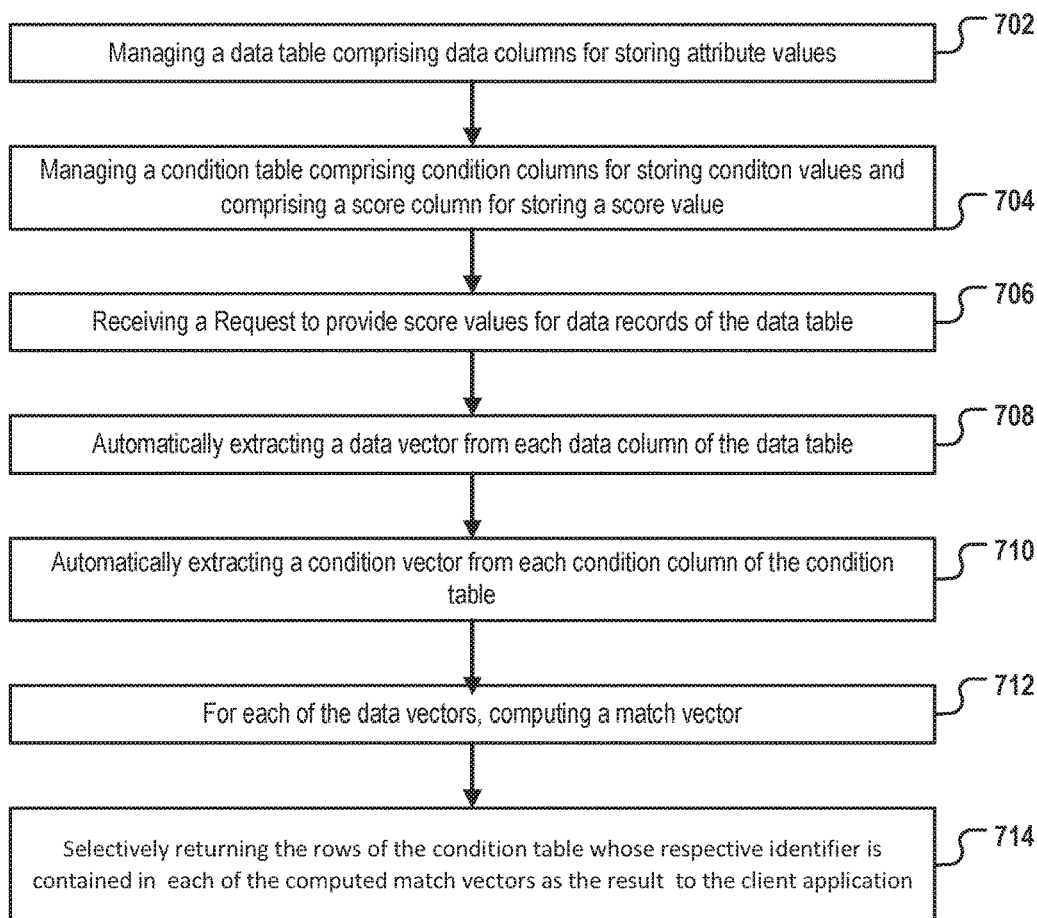 702
Managing a data table comprising data columns for storing attribute values
Managing a condition table comprising condition columns for storing conditon values and
comprising a score column for storing a score value
704
706
Receiving a Request to provide score values for data records of the data table
708
Automatically extracting a data vector from each data column of the data table
710
Automatically extracting a condition vector from each condition column of the condition
table
712
For each of the data vectors, computing a match vector
714
Selectively returning the rows of the condition table whose respective identifier is
contained in each of the computed match vectors as the result to the client application